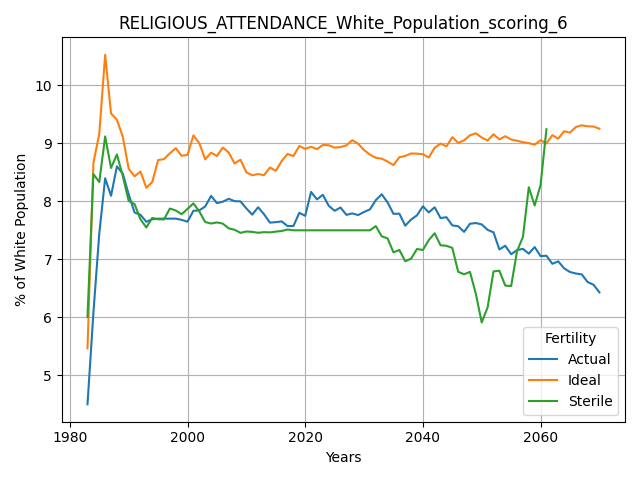 RELIGIOUS_ATTENDANCE_White_Population_scoring_6
% of White Population
10
9
8
7
6
5
Fertility
Actual
Ideal
Sterile
1980 2000 2020 2040 2060
Years